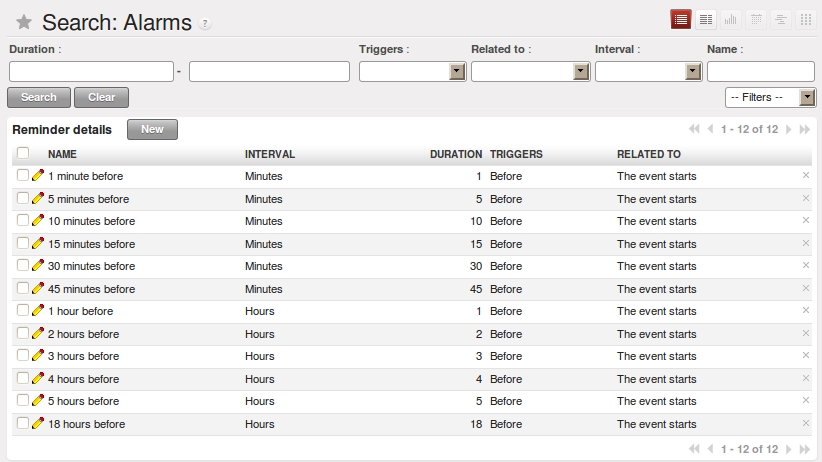 Search: Alarms ?
Duration : Triggers : Related to : Interval : Name :
-
Search Clear -- Filters --
Reminder details New 1 - 12 of 12
NAME INTERVAL DURATION TRIGGERS RELATED TO
1 minute before Minutes 1 Before The event starts
5 minutes before Minutes 5 Before The event starts
10 minutes before Minutes 10 Before The event starts
15 minutes before Minutes 15 Before The event starts
30 minutes before Minutes 30 Before The event starts
45 minutes before Minutes 45 Before The event starts
1 hour before Hours 1 Before The event starts
2 hours before Hours 2 Before The event starts
3 hours before Hours 3 Before The event starts
4 hours before Hours 4 Before The event starts
5 hours before Hours 5 Before The event starts
18 hours before Hours 18 Before The event starts
1 - 12 of 12